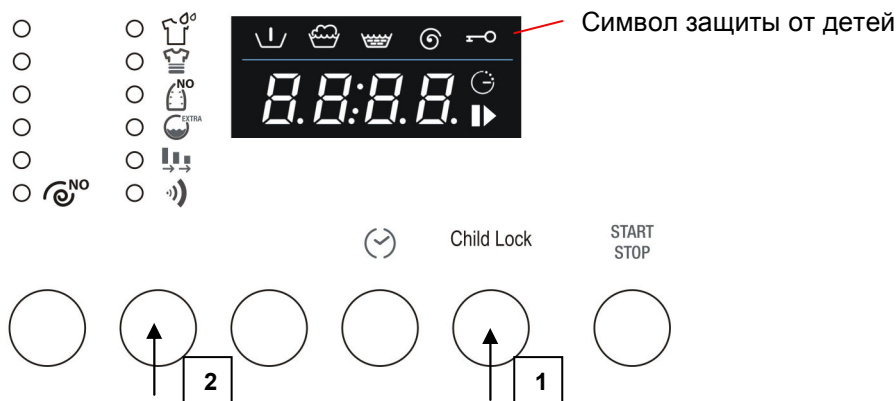 Символ защиты от детей
NO
EXTRA
8.8:8.8.
NO
Child Lock
START
STOP
2
1